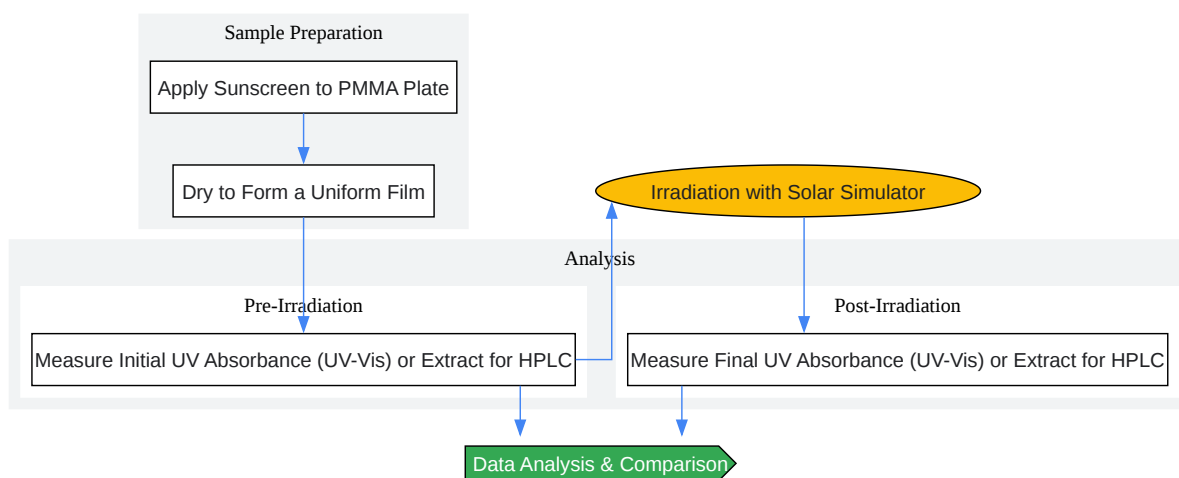 Sample Preparation
Apply Sunscreen to PMMA Plate
Dry to Form a Uniform Film
Irradiation with Solar Simulator
Analysis
Pre-Irradiation
Post-Irradiation
Measure Initial UV Absorbance (UV-Vis) or Extract for HPLC
Measure Final UV Absorbance (UV-Vis) or Extract for HPLC
Data Analysis & Comparison